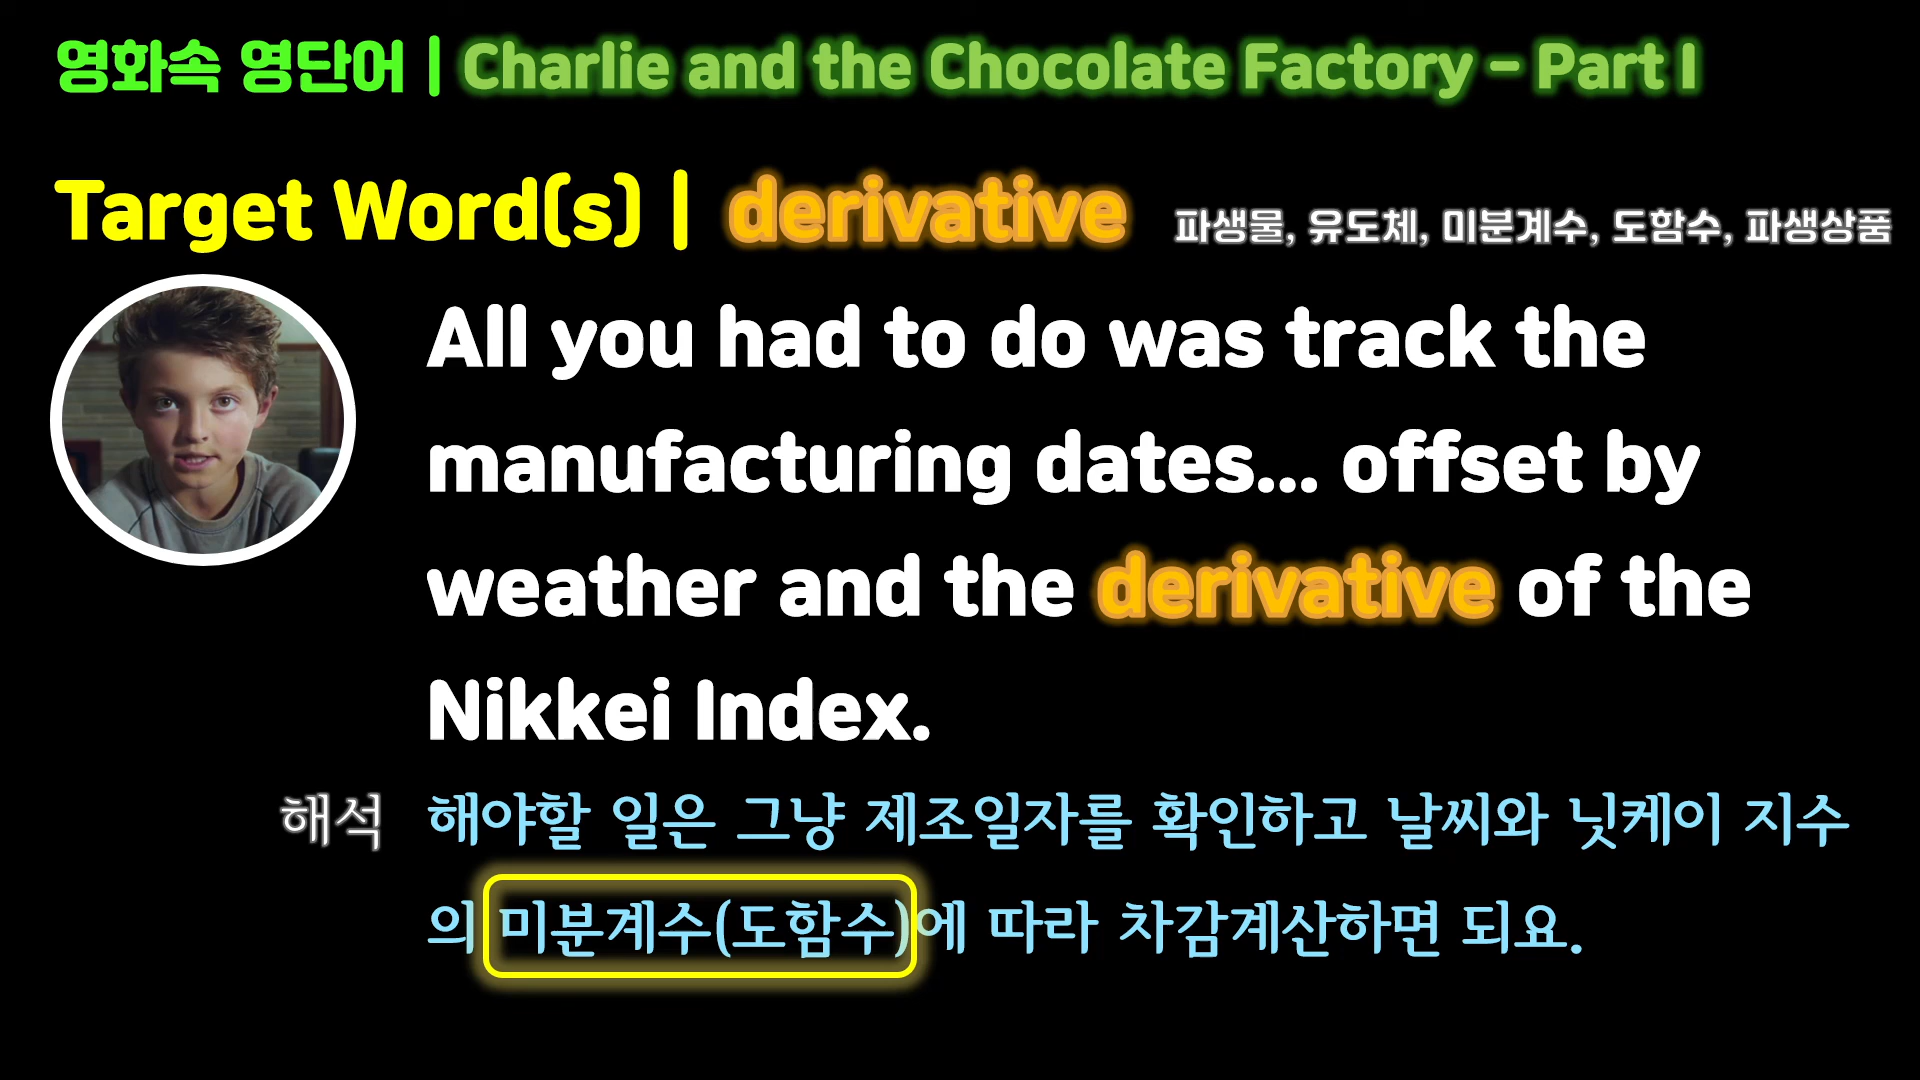 영화속 영단어 | Charlie and the Chocolate Factory – Part I
Target Word(s) | derivative 파생물, 유도체, 미분계수, 도함수, 파생상품
All you had to do was track the
manufacturing dates... offset by
weather and the derivative of the
Nikkei Index.
해석 해야할 일은 그냥 제조일자를 확인하고 날씨와 닛케이 지수
의 미분계수(도함수)에 따라 차감계산하면 되요.